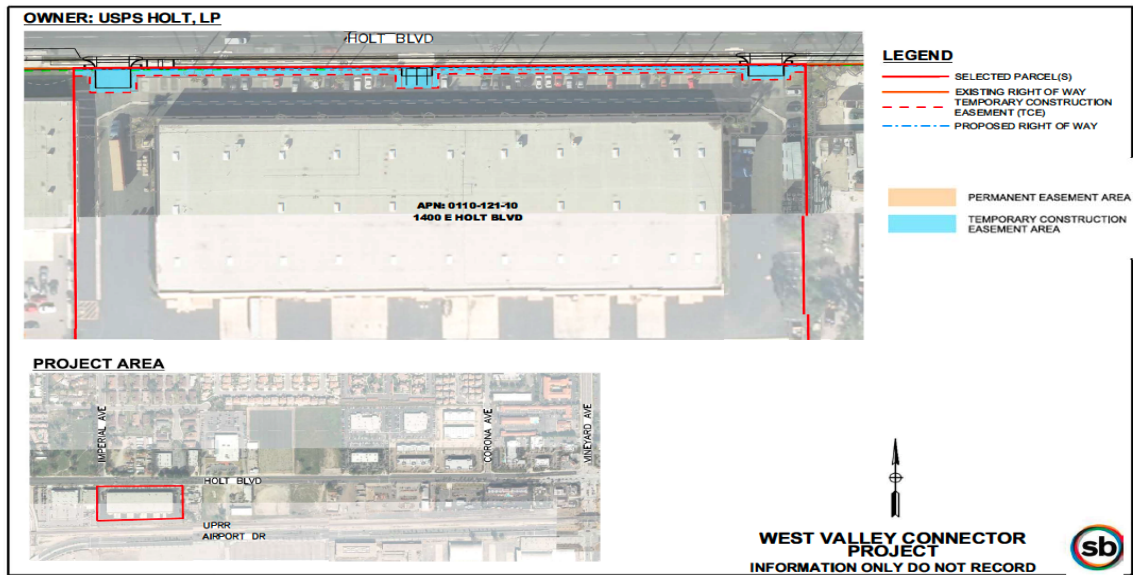 OWNER: USPS HOLT, LP
HOLT BLVD
APN: 0110-121-10
1400 E HOLT BLVD
LEGEND
SELECTED PARCEL(S)
EXISTING RIGHT OF WAY
TEMPORARY CONSTRUCTION
EASEMENT (TCE)
PROPOSED RIGHT OF WAY
PERMANENT EASEMENT AREA
TEMPORARY CONSTRUCTION
EASEMENT AREA
PROJECT AREA
IMPERIAL AVE
CORONA AVE
VINEYARD AVE
HOLT BLVD
UPRR
AIRPORT DR
WEST VALLEY CONNECTOR
PROJECT
INFORMATION ONLY DO NOT RECORD
sb